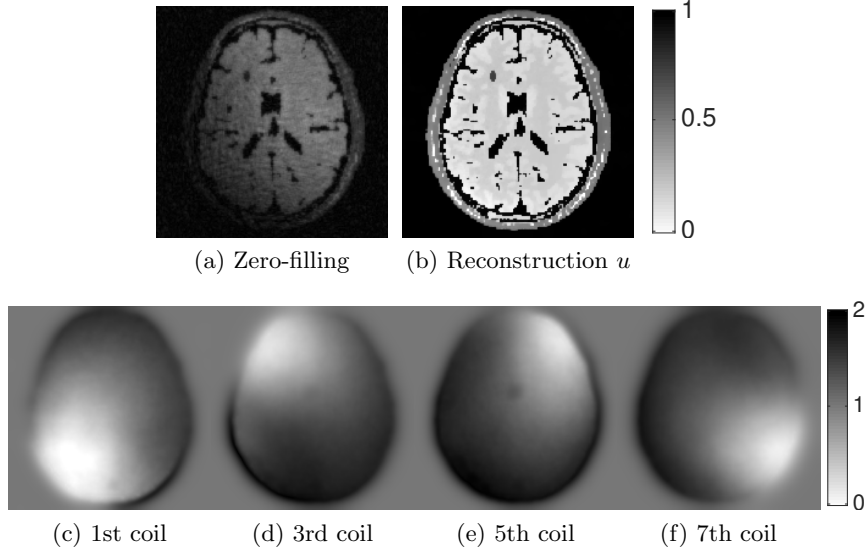 1
0.5
0
(a) Zero-filling
(b) Reconstruction u
2
1
0
(c) 1st coil
(d) 3rd coil
(e) 5th coil
(f) 7th coil